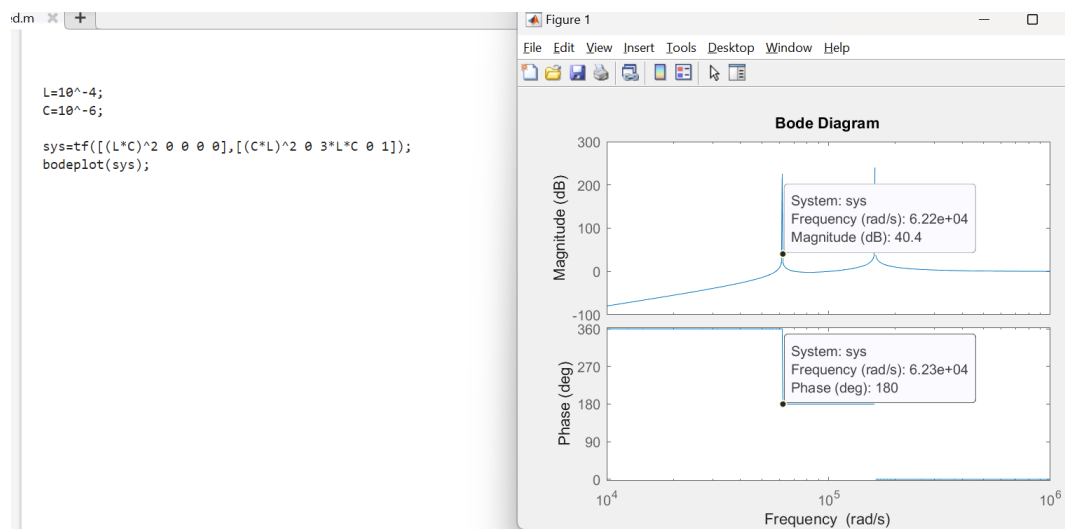 ed.m × +
L=10^-4;
C=10^-6;
sys=tf([(L*C)^2 0 0 0 0],[(C*L)^2 0 3*L*C 0 1]);
bodeplot(sys);
Figure 1
File Edit View Insert Tools Desktop Window Help
Bode Diagram
Magnitude (dB)
300
200
100
0
-100
System: sys
Frequency (rad/s): 6.22e+04
Magnitude (dB): 40.4
Phase (deg)
360
270
180
90
0
System: sys
Frequency (rad/s): 6.23e+04
Phase (deg): 180
10^4 10^5 10^6
Frequency (rad/s)